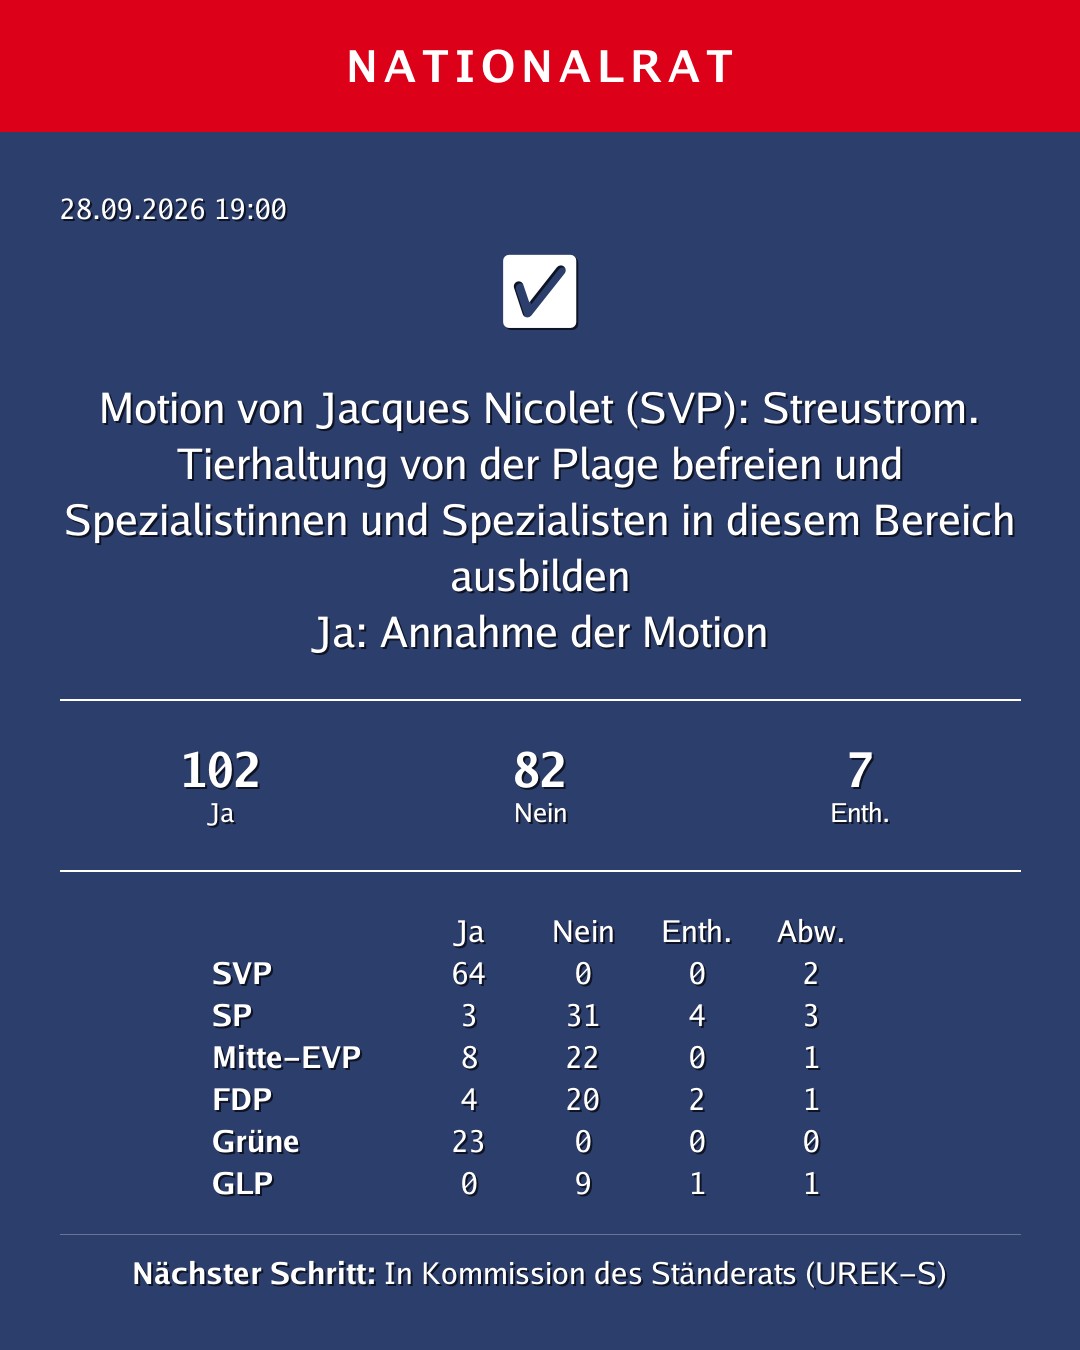 NATIONALRAT
28.09.2026 19:00
Motion von Jacques Nicolet (SVP): Streustrom.
Tierhaltung von der Plage befreien und
Spezialistinnen und Spezialisten in diesem Bereich
ausbilden
Ja: Annahme der Motion
102 82 7
Ja Nein Enth.
Ja Nein Enth. Abw.
SVP 64 0 0 2
SP 3 31 4 3
Mitte-EVP 8 22 0 1
FDP 4 20 2 1
Grüne 23 0 0 0
GLP 0 9 1 1
Nächster Schritt: In Kommission des Ständerats (UREK-S)